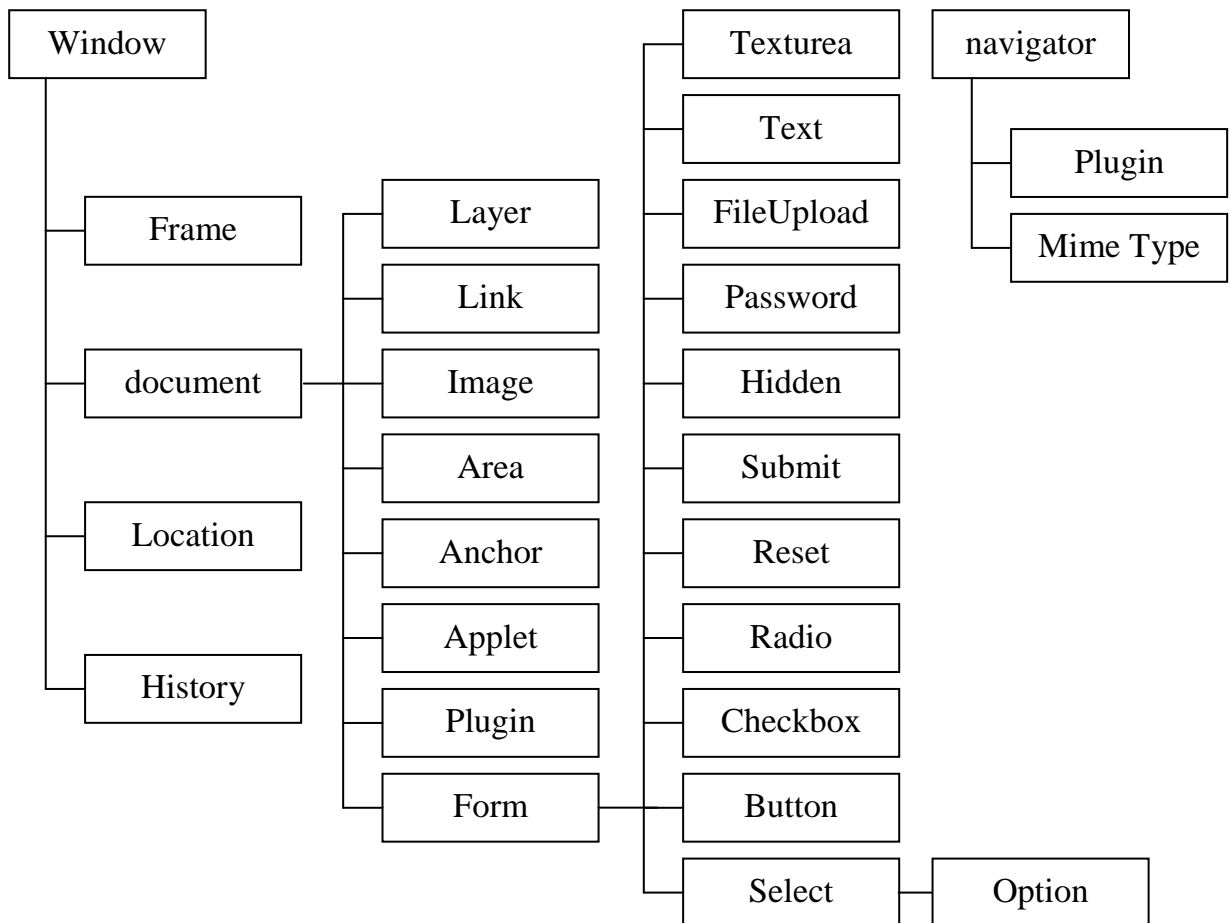 Window
Frame
document
Location
History
Layer
Link
Image
Area
Anchor
Applet
Plugin
Form
Texturea
Text
FileUpload
Password
Hidden
Submit
Reset
Radio
Checkbox
Button
Select
Option
navigator
Plugin
Mime Type